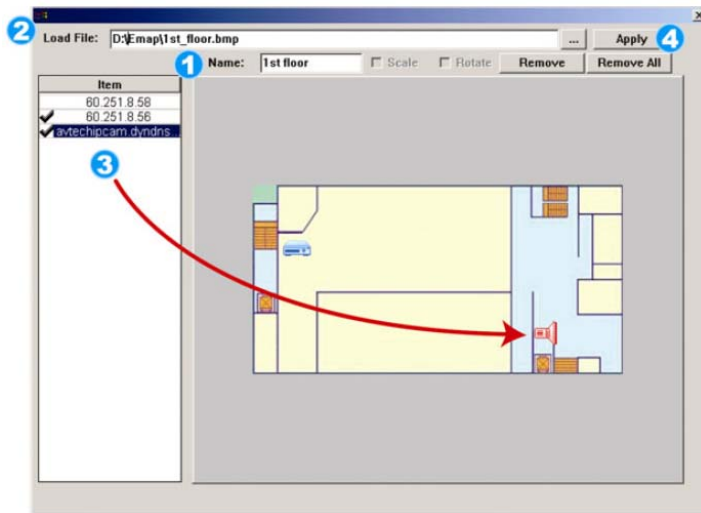 2 Load File: D:\Emap\1st_floor.bmp ... Apply 4
1 Name: 1st floor Scale Rotate Remove Remove All
Item
60.251.8.58
60.251.8.56
avtechipcam.dyndns...
3